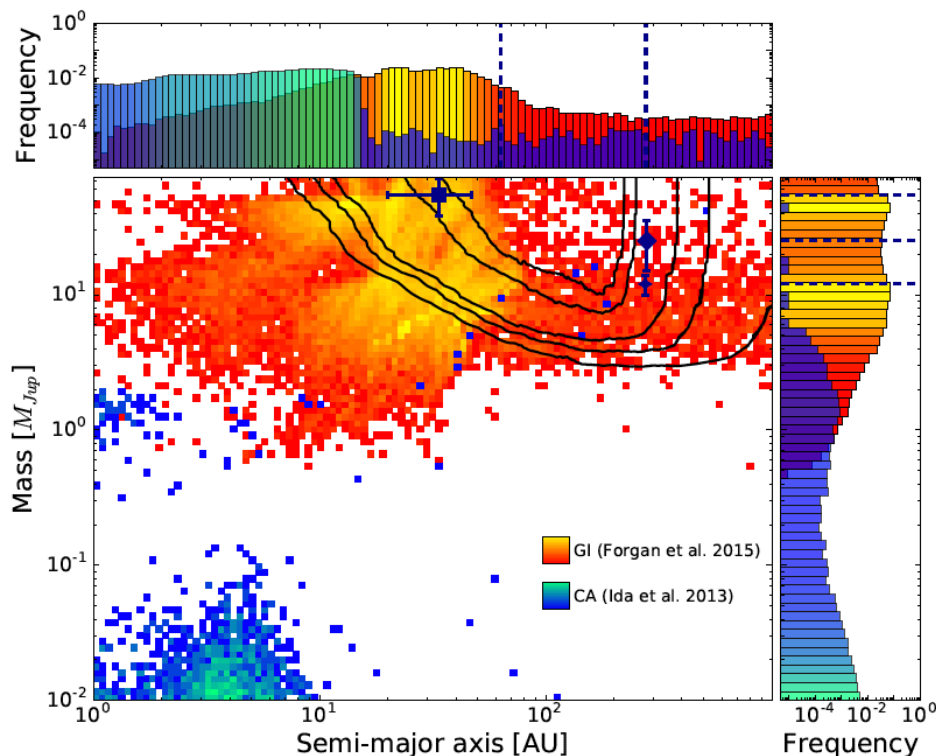 Frequency
10^0
10^-2
10^-4
Mass [M_Jup]
10^1
10^0
10^-1
10^-2
GI (Forgan et al. 2015)
CA (Ida et al. 2013)
10^0 10^1 10^2
Semi-major axis [AU]
10^-4 10^-2 10^0
Frequency